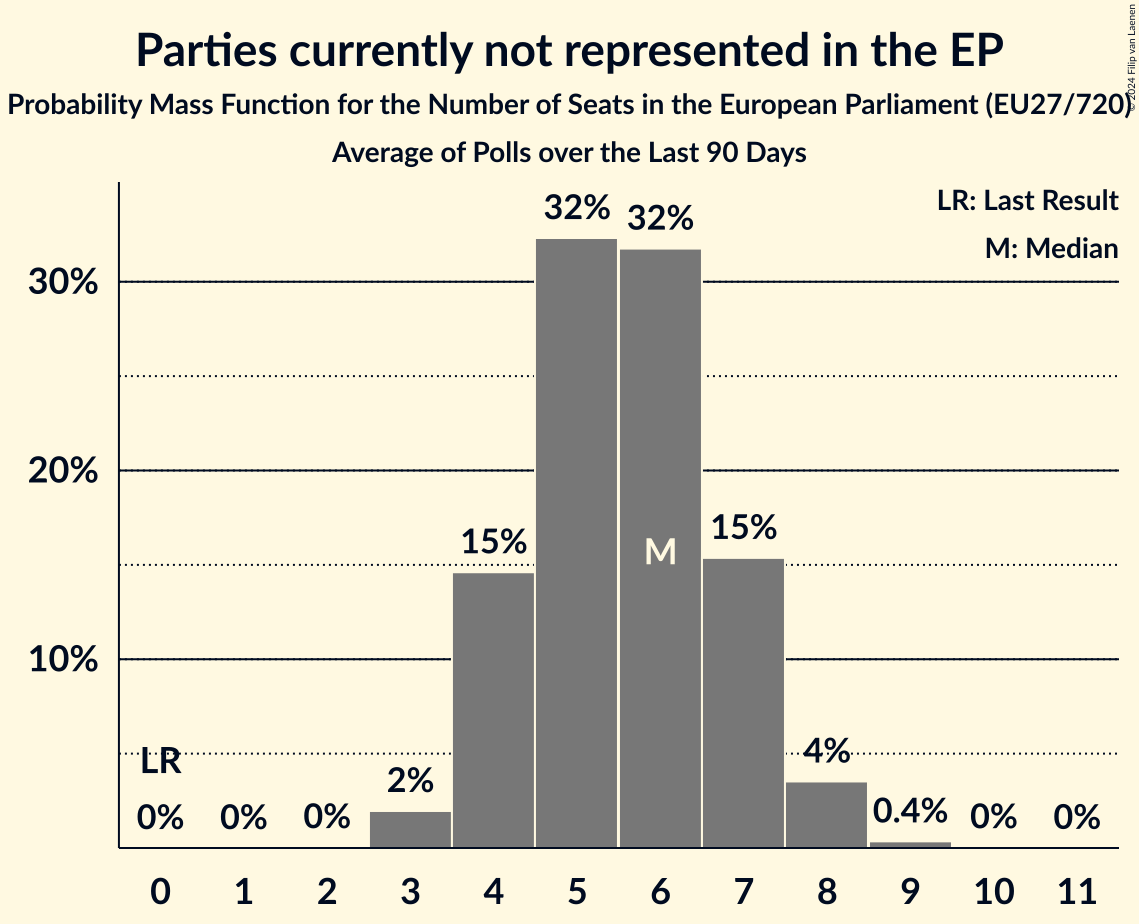 Parties currently not represented in the EP
Probability Mass Function for the Number of Seats in the European Parliament (EU27/720)
Average of Polls over the Last 90 Days
© 2024 Filip van Laenen
LR: Last Result
M: Median
32%
32%
30%
20%
15%
M
15%
10%
LR
0%
0%
0%
2%
4%
0.4%
0%
0%
0 1 2 3 4 5 6 7 8 9 10 11